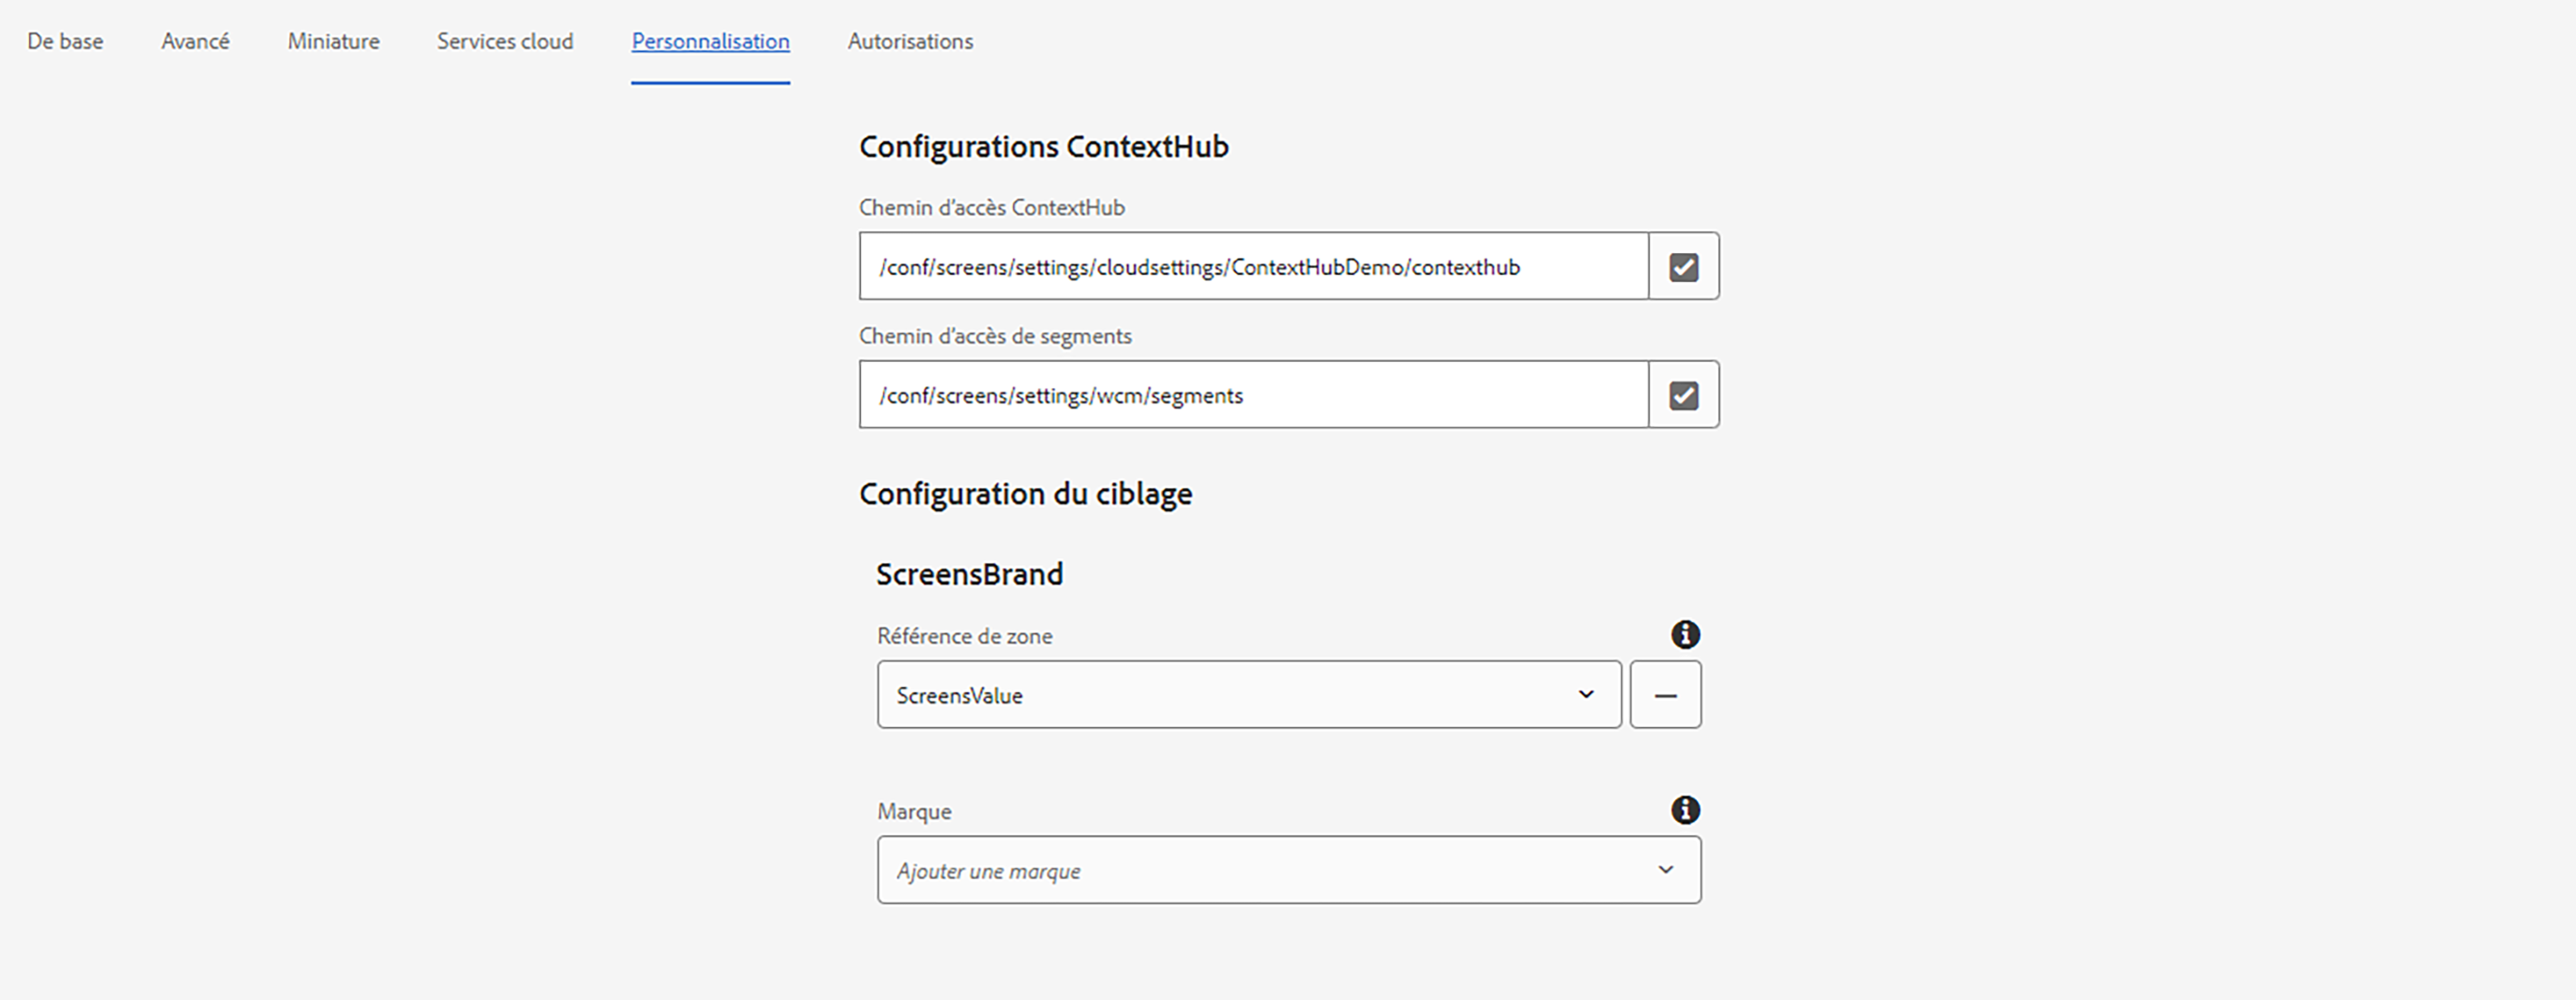 De base Avancé Miniature Services cloud Personnalisation Autorisations
Configurations ContextHub
Chemin d'accès ContextHub
/conf/screens/settings/cloudsettings/ContextHubDemo/contexthub
Chemin d'accès de segments
/conf/screens/settings/wcm/segments
Configuration du ciblage
ScreensBrand
Référence de zone
ScreensValue
Marque
Ajouter une marque